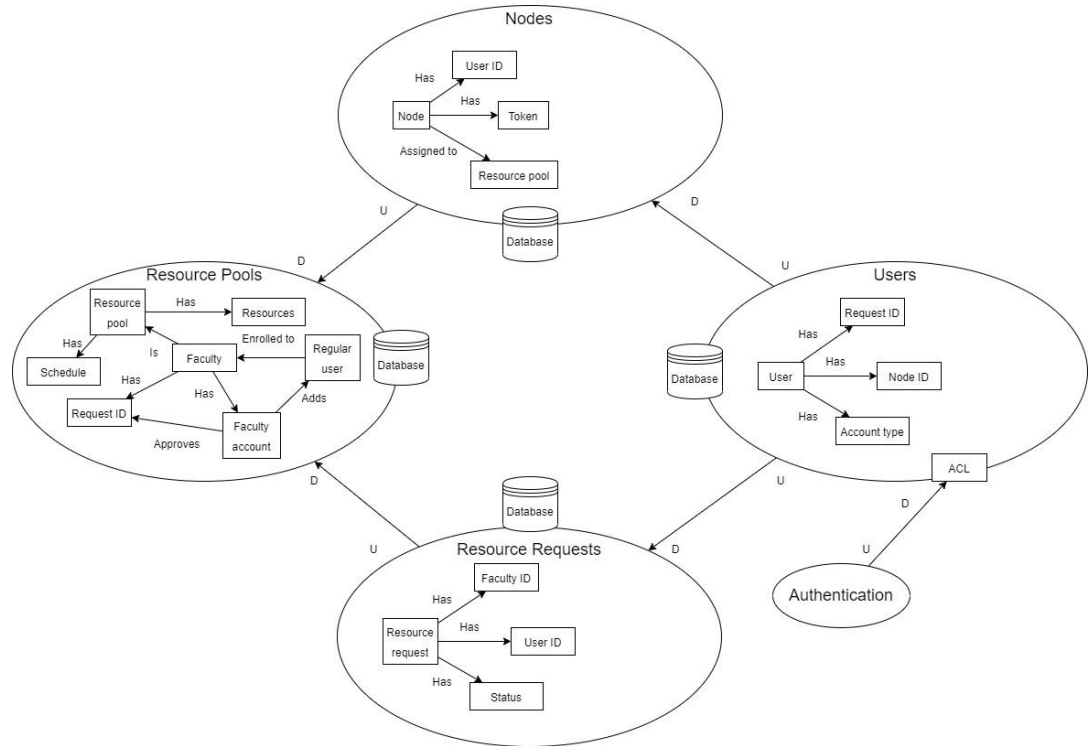 Nodes
User ID
Has
Has
Node
Token
Assigned to
Resource pool
U
D
Database
D
U
Resource Pools
Resource
pool
Has
Resources
Has
Is
Faculty
Enrolled to
Regular
user
Schedule
Has
Has
Adds
Request ID
Approves
Faculty
account
Database
Users
Request ID
Has
Database
User
Has
Node ID
Has
Account type
ACL
D
U
Authentication
D
U
U
D
Database
Resource Requests
Faculty ID
Has
Resource
request
Has
User ID
Has
Status